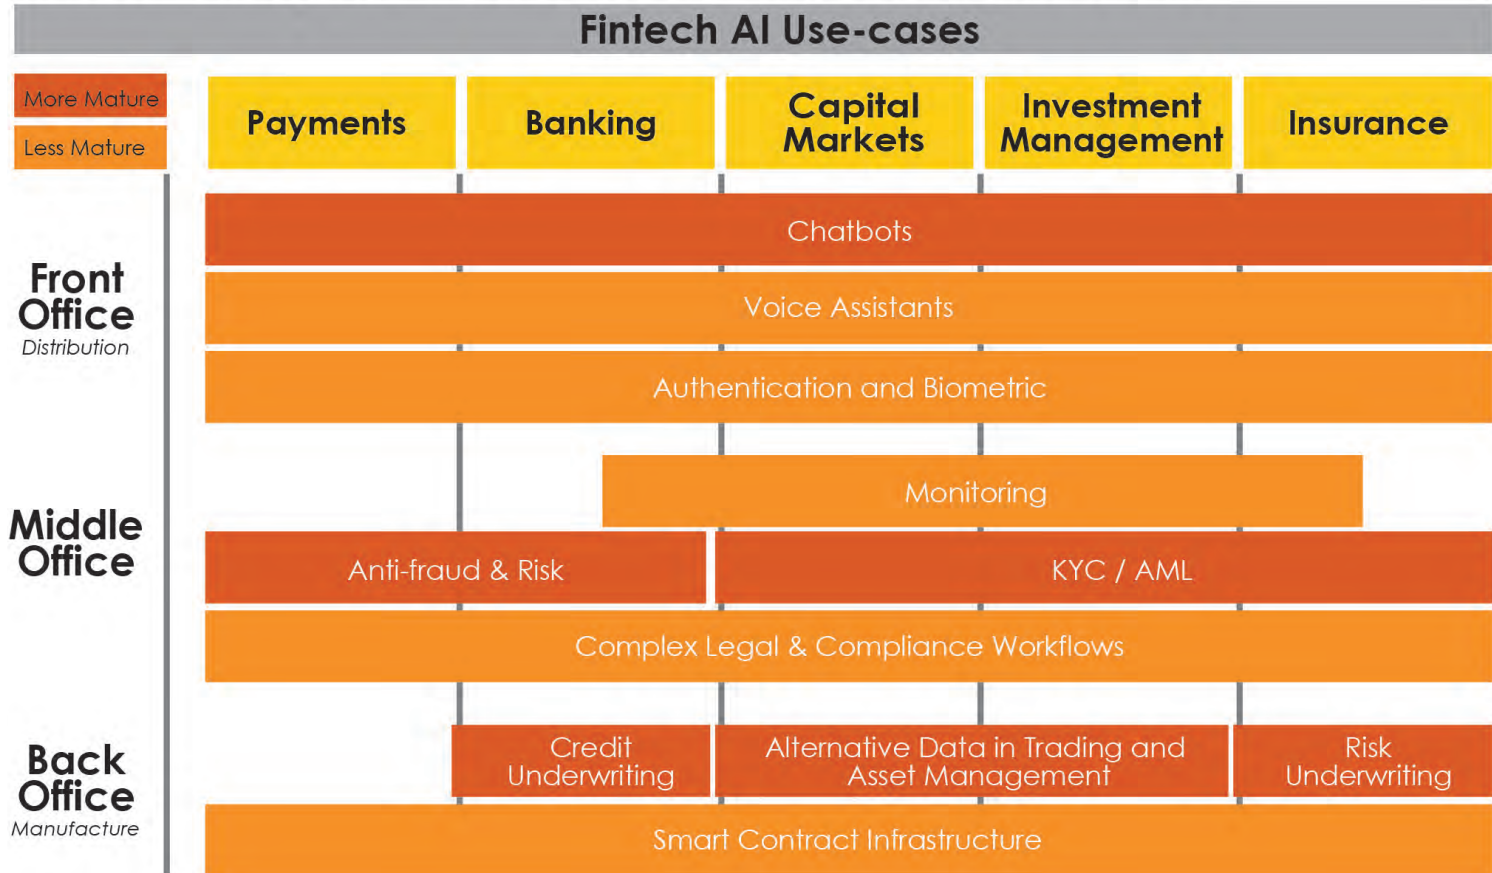 Fintech AI Use-cases
More Mature
Less Mature
Payments
Banking
Capital
Markets
Investment
Management
Insurance
Front
Office
Distribution
Chatbots
Voice Assistants
Authentication and Biometric
Middle
Office
Monitoring
Anti-fraud & Risk
KYC / AML
Complex Legal & Compliance Workflows
Back
Office
Manufacture
Credit
Underwriting
Alternative Data in Trading and
Asset Management
Risk
Underwriting
Smart Contract Infrastructure